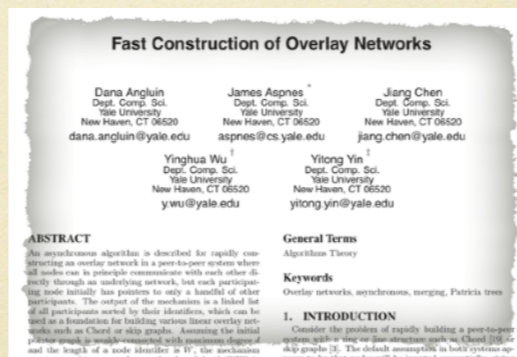 Fast Construction of Overlay Networks
Dana Angluin
Dept. Comp. Sci.
Yale University
New Haven, CT 06520
dana.angluin@yale.edu
James Aspnes *
Dept. Comp. Sci.
Yale University
New Haven, CT 06520
aspnes@cs.yale.edu
Jiang Chen
Dept. Comp. Sci.
Yale University
New Haven, CT 06520
jiang.chen@yale.edu
Yinghua Wu †
Dept. Comp. Sci.
Yale University
New Haven, CT 06520
y.wu@yale.edu
Yitong Yin ‡
Dept. Comp. Sci.
Yale University
New Haven, CT 06520
yitong.yin@yale.edu
ABSTRACT
An asynchronous algorithm is described for rapidly con-
structing an overlay network in a peer-to-peer system where
all nodes can in principle communicate with each other di-
rectly through an underlying network, but each participat-
ing node initially has pointers to only a handful of other
participants. The output of the mechanism is a linked list
of all participants sorted by their identifiers, which can be
used as a foundation for building various linear overlay net-
works such as Chord or skip graphs. Assuming the initial
pointer graph is weakly-connected with maximum degree d
and the length of a node identifier is W, the mechanism
General Terms
Algorithms Theory
Keywords
Overlay networks, asynchronous, merging, Patricia trees
1. INTRODUCTION
Consider the problem of rapidly building a peer-to-peer
system with a ring or line structure such as Chord [19] or
skip graphs [3]. The default assumption in both systems ap-